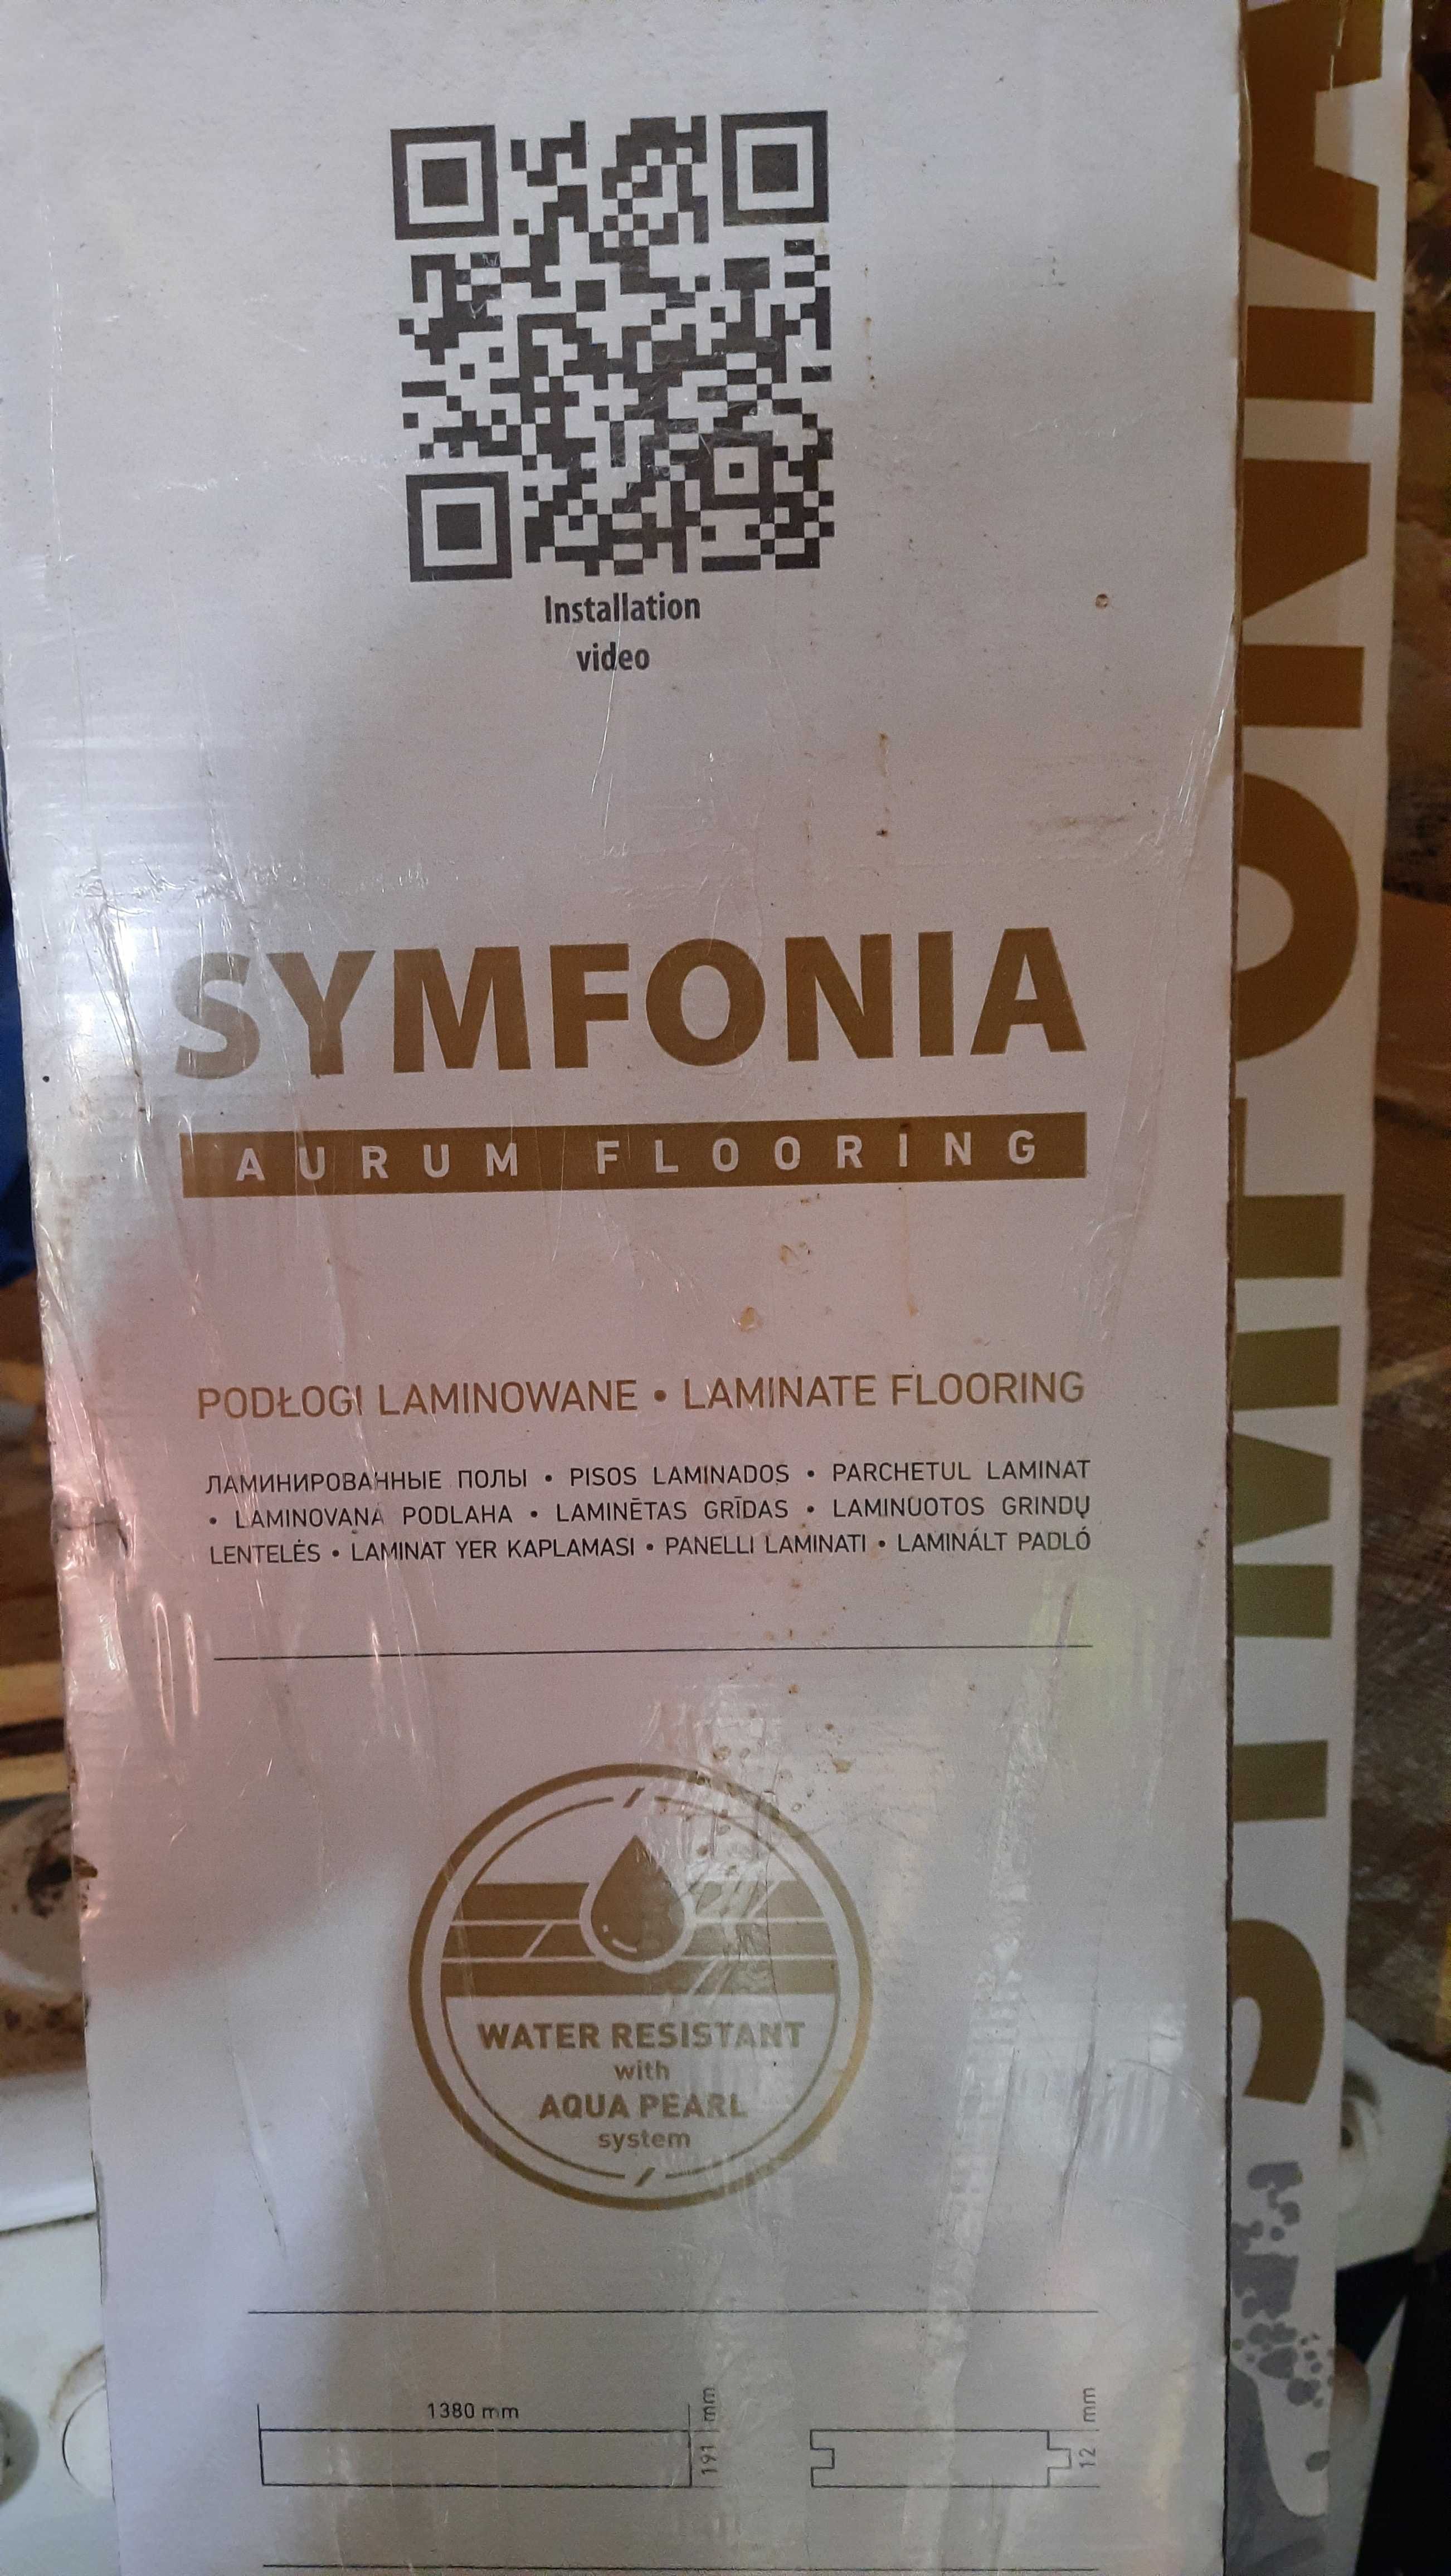 Installation
video
SYMFONIA
AURUM FLOORING
PODŁOGI LAMINOWANE • LAMINATE FLOORING
ЛАМИНИРОВАННЫЕ ПОЛЫ • PISOS LAMINADOS • PARCHETUL LAMINAT
• LAMINOVANÁ PODLAHA • LAMINĒTAS GRĪDAS • LAMINUOTOS GRINDŲ
LENTELĖS • LAMINAT YER KAPLAMASI • PANELLI LAMINATI • LAMINÁLT PADLÓ
WATER RESISTANT
with
AQUA PEARL
system
1380 mm
191 mm
12 mm
SYMFONIA